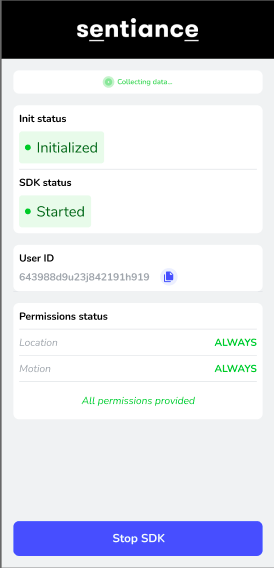 sentiance
Collecting data...
Init status
Initialized
SDK status
Started
User ID
643988d9u23j842191h919
Permissions status
Location ALWAYS
Motion ALWAYS
All permissions provided
Stop SDK